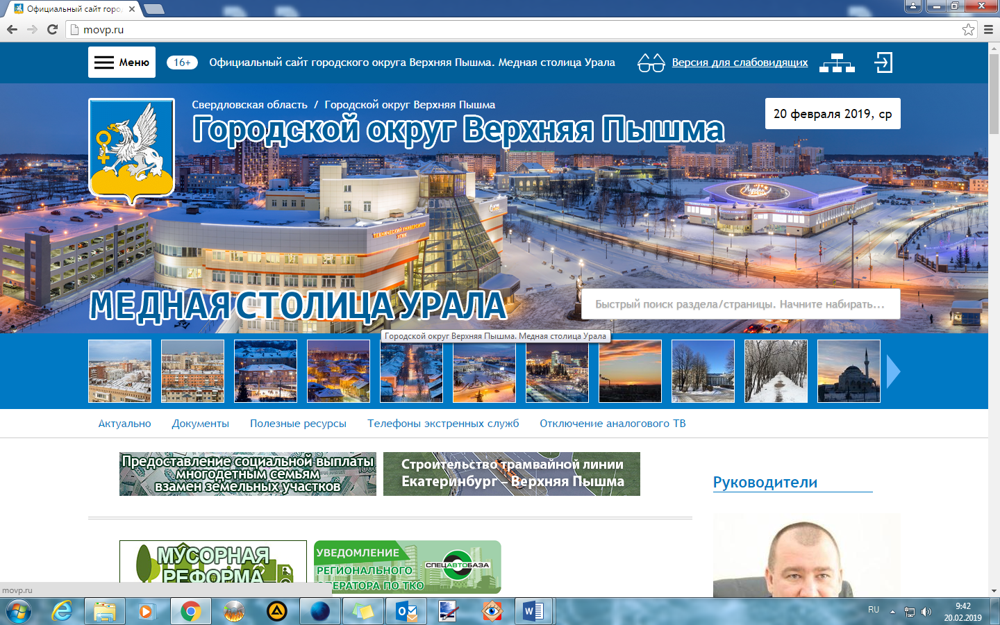 Официальный сайт горо
movp.ru
Меню
16+
Официальный сайт городского округа Верхняя Пышма. Медная столица Урала
Версия для слабовидящих
Свердловская область / Городской округ Верхняя Пышма
20 февраля 2019, ср
Городской округ Верхняя Пышма
ТЕХНИЧЕСКИЙ УНИВЕРСИТЕТ
УГМК
МЕДНАЯ СТОЛИЦА УРАЛА
Быстрый поиск раздела/страницы. Начните набирать...
Городской округ Верхняя Пышма. Медная столица Урала
Актуально
Документы
Полезные ресурсы
Телефоны экстренных служб
Отключение аналогового ТВ
Предоставление социальной выплаты
многодетным семьям
взамен земельных участков
Строительство трамвайной линии
Екатеринбург – Верхняя Пышма
Руководители
МУСОРНАЯ
РЕФОРМА
УВЕДОМЛЕНИЕ
РЕГИОНАЛЬНОГО
ЕРАТОРА ПО ТКО
СПЕЦАВТОБАЗА
movp.ru
RU
9:42
20.02.2019